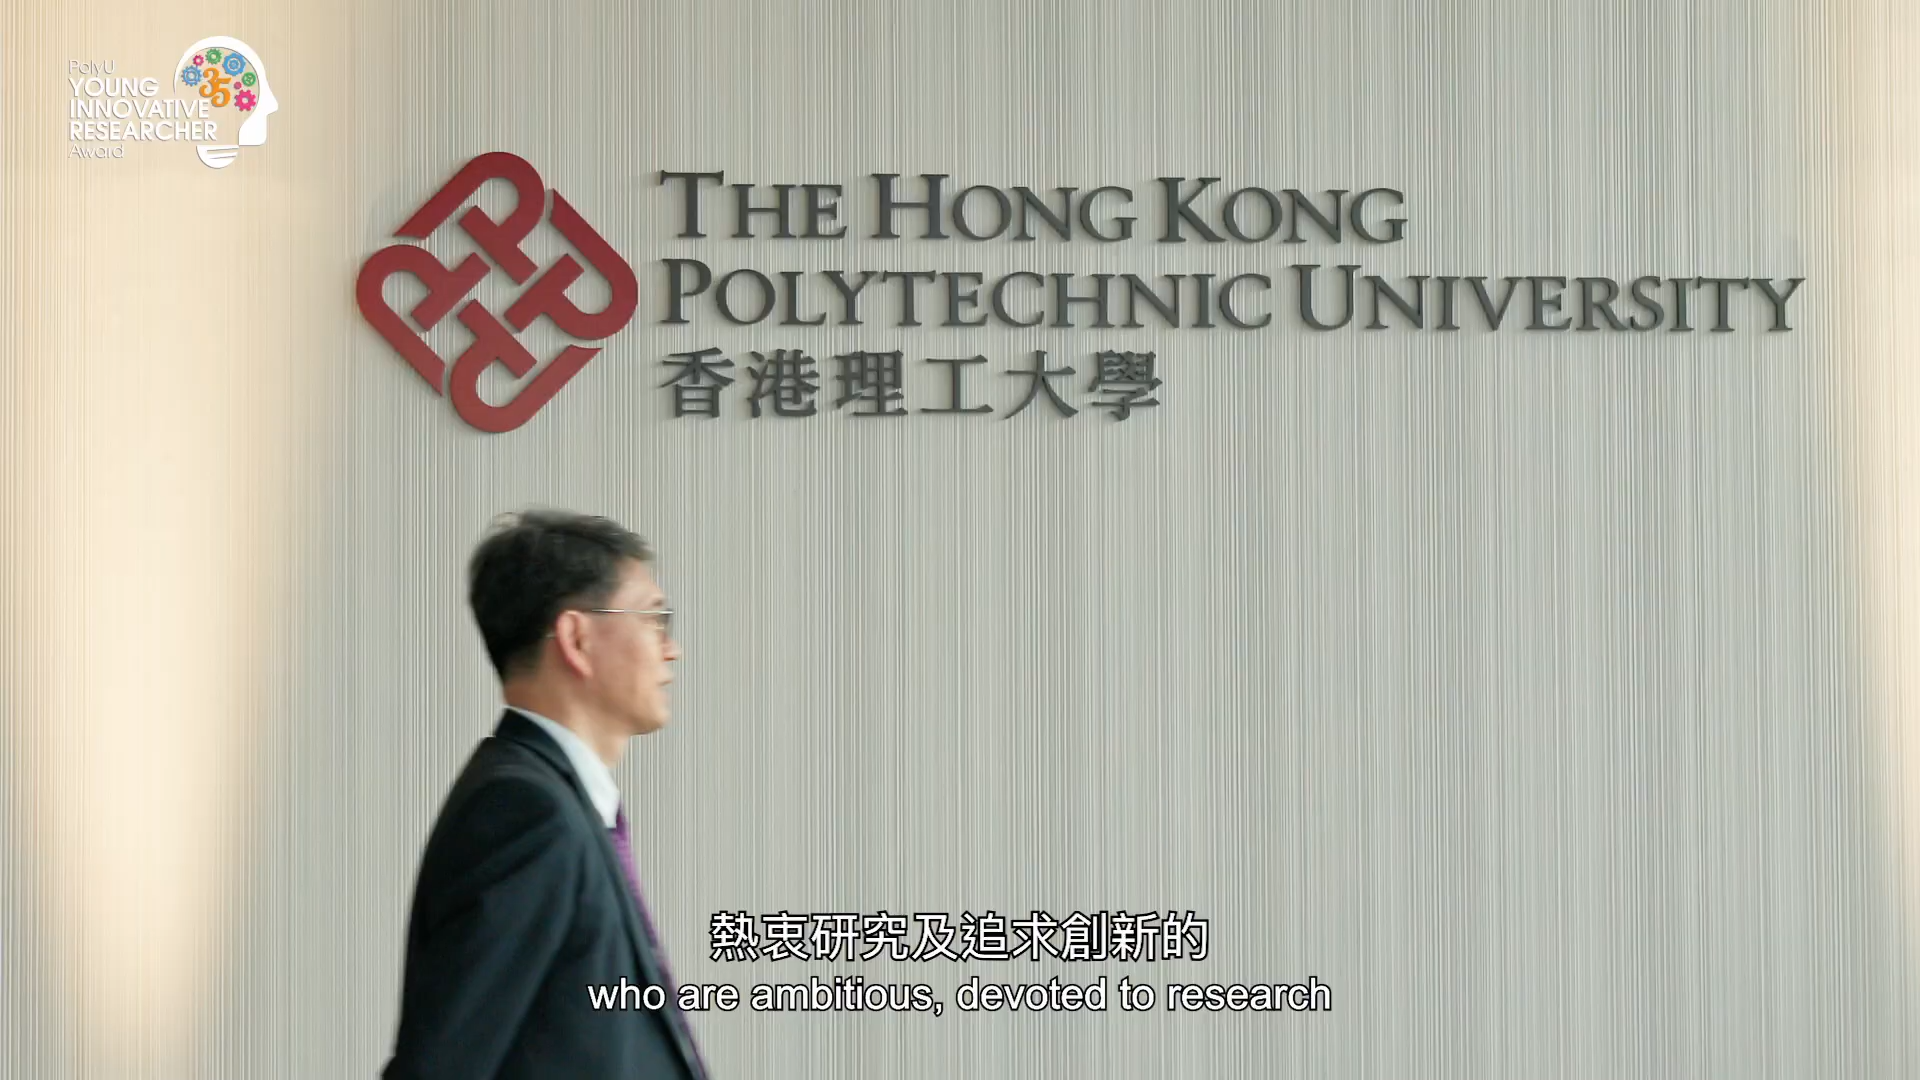 PolyU
YOUNG
INNOVATIVE
RESEARCHER
Award
35
THE HONG KONG
POLYTECHNIC UNIVERSITY
香港理工大學
熱衷研究及追求創新的
who are ambitious, devoted to research